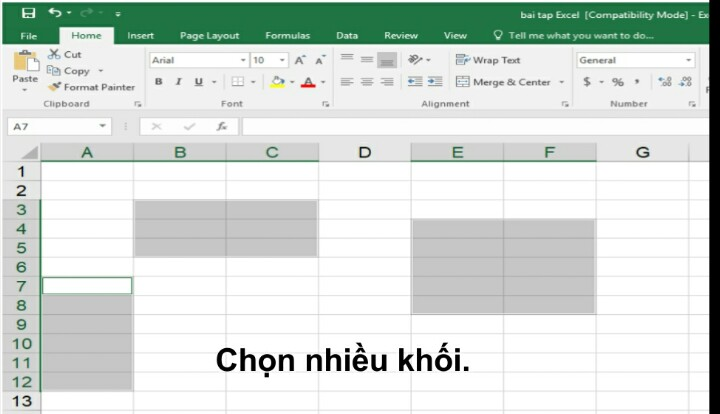 bai tap Excel [Compatibility Mode] - Ex
File Home Insert Page Layout Formulas Data Review View Tell me what you want to do...
Cut
Copy
Format Painter
Paste
Clipboard
Arial 10 A A
B I U A
Font
Wrap Text
Merge & Center
Alignment
General
$ % ,
Number
A7 fx
A B C D E F G
1
2
3
4
5
6
7
8
9
10
11
12
13
Chọn nhiều khối.